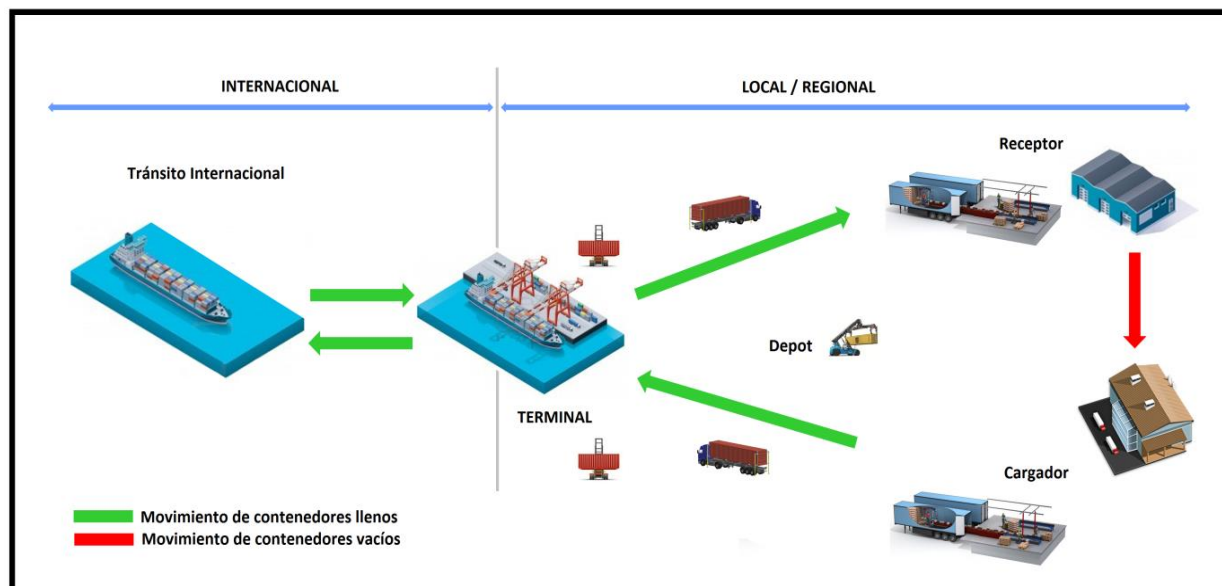 INTERNACIONAL
LOCAL / REGIONAL
Tránsito Internacional
Receptor
Depot
TERMINAL
Cargador
Movimiento de contenedores llenos
Movimiento de contenedores vacíos